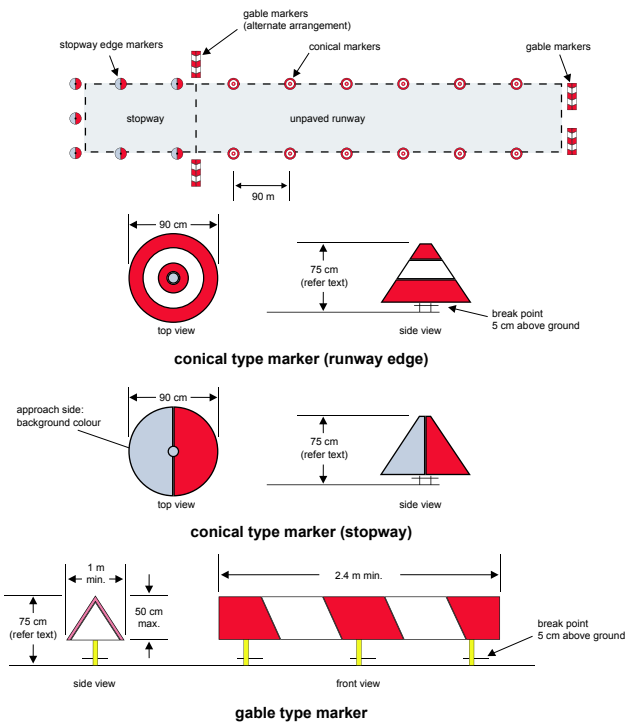 gable markers
(alternate arrangement)
stopway edge markers
conical markers
gable markers
stopway
unpaved runway
90 m
90 cm
75 cm
(refer text)
break point
5 cm above ground
top view
side view
conical type marker (runway edge)
90 cm
approach side:
background colour
75 cm
(refer text)
top view
side view
conical type marker (stopway)
1 m
min.
2.4 m min.
75 cm
(refer text)
50 cm
max.
break point
5 cm above ground
side view
front view
gable type marker